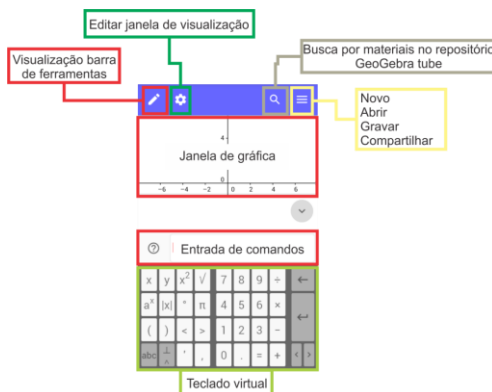 Editar janela de visualização
Visualização barra
de ferramentas
Busca por materiais no repositório
GeoGebra tube
Novo
Abrir
Gravar
Compartilhar
4
Janela de gráfica
0
-6 -4 -2 0 2 4 6
Entrada de comandos
x y x² √ 7 8 9 ÷ ←
aˣ |x| ° π 4 5 6 × ↵
( ) < > 1 2 3 −
abc ' , 0 . = + < >
Teclado virtual